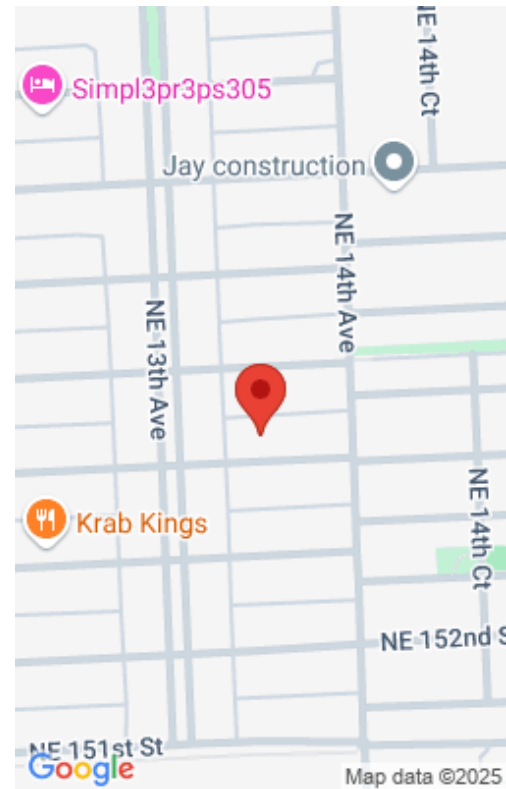 NE 14th Ct
Simpl3pr3ps305
Jay construction
NE 14th Ave
NE 13th Ave
Krab Kings
NE 14th Ct
NE 152nd S
NE 151st St
Google
Map data ©2025